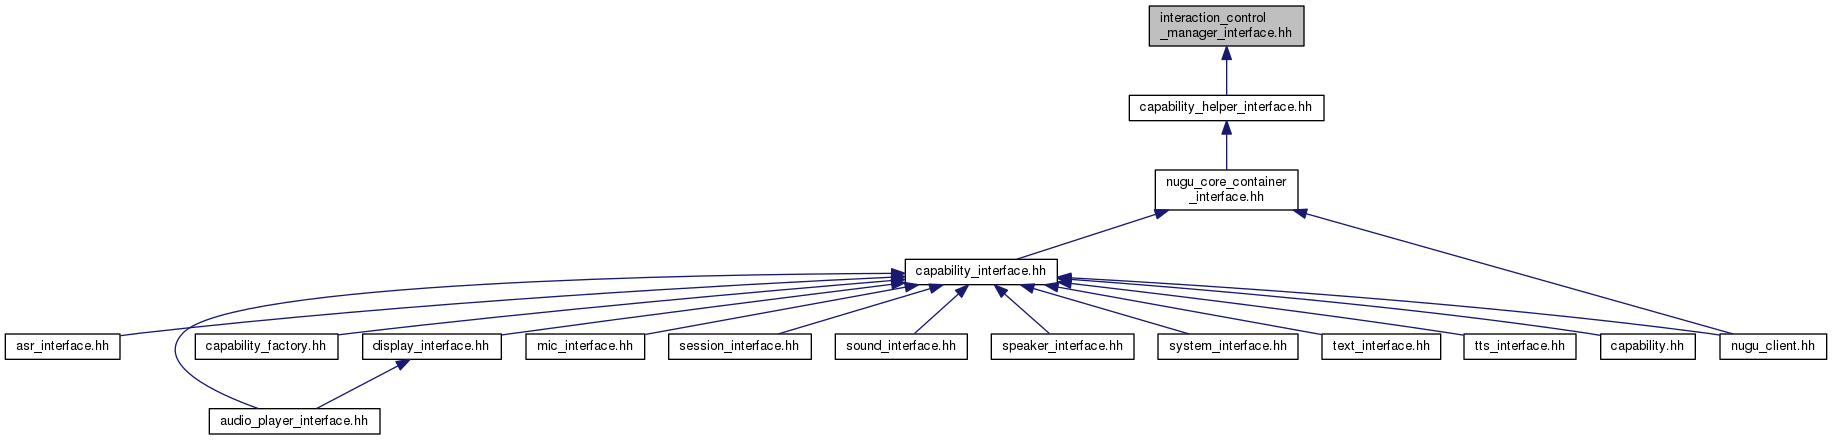 interaction_control
_manager_interface.hh
capability_helper_interface.hh
nugu_core_container
_interface.hh
capability_interface.hh
asr_interface.hh
capability_factory.hh
display_interface.hh
mic_interface.hh
session_interface.hh
sound_interface.hh
speaker_interface.hh
system_interface.hh
text_interface.hh
tts_interface.hh
capability.hh
nugu_client.hh
audio_player_interface.hh